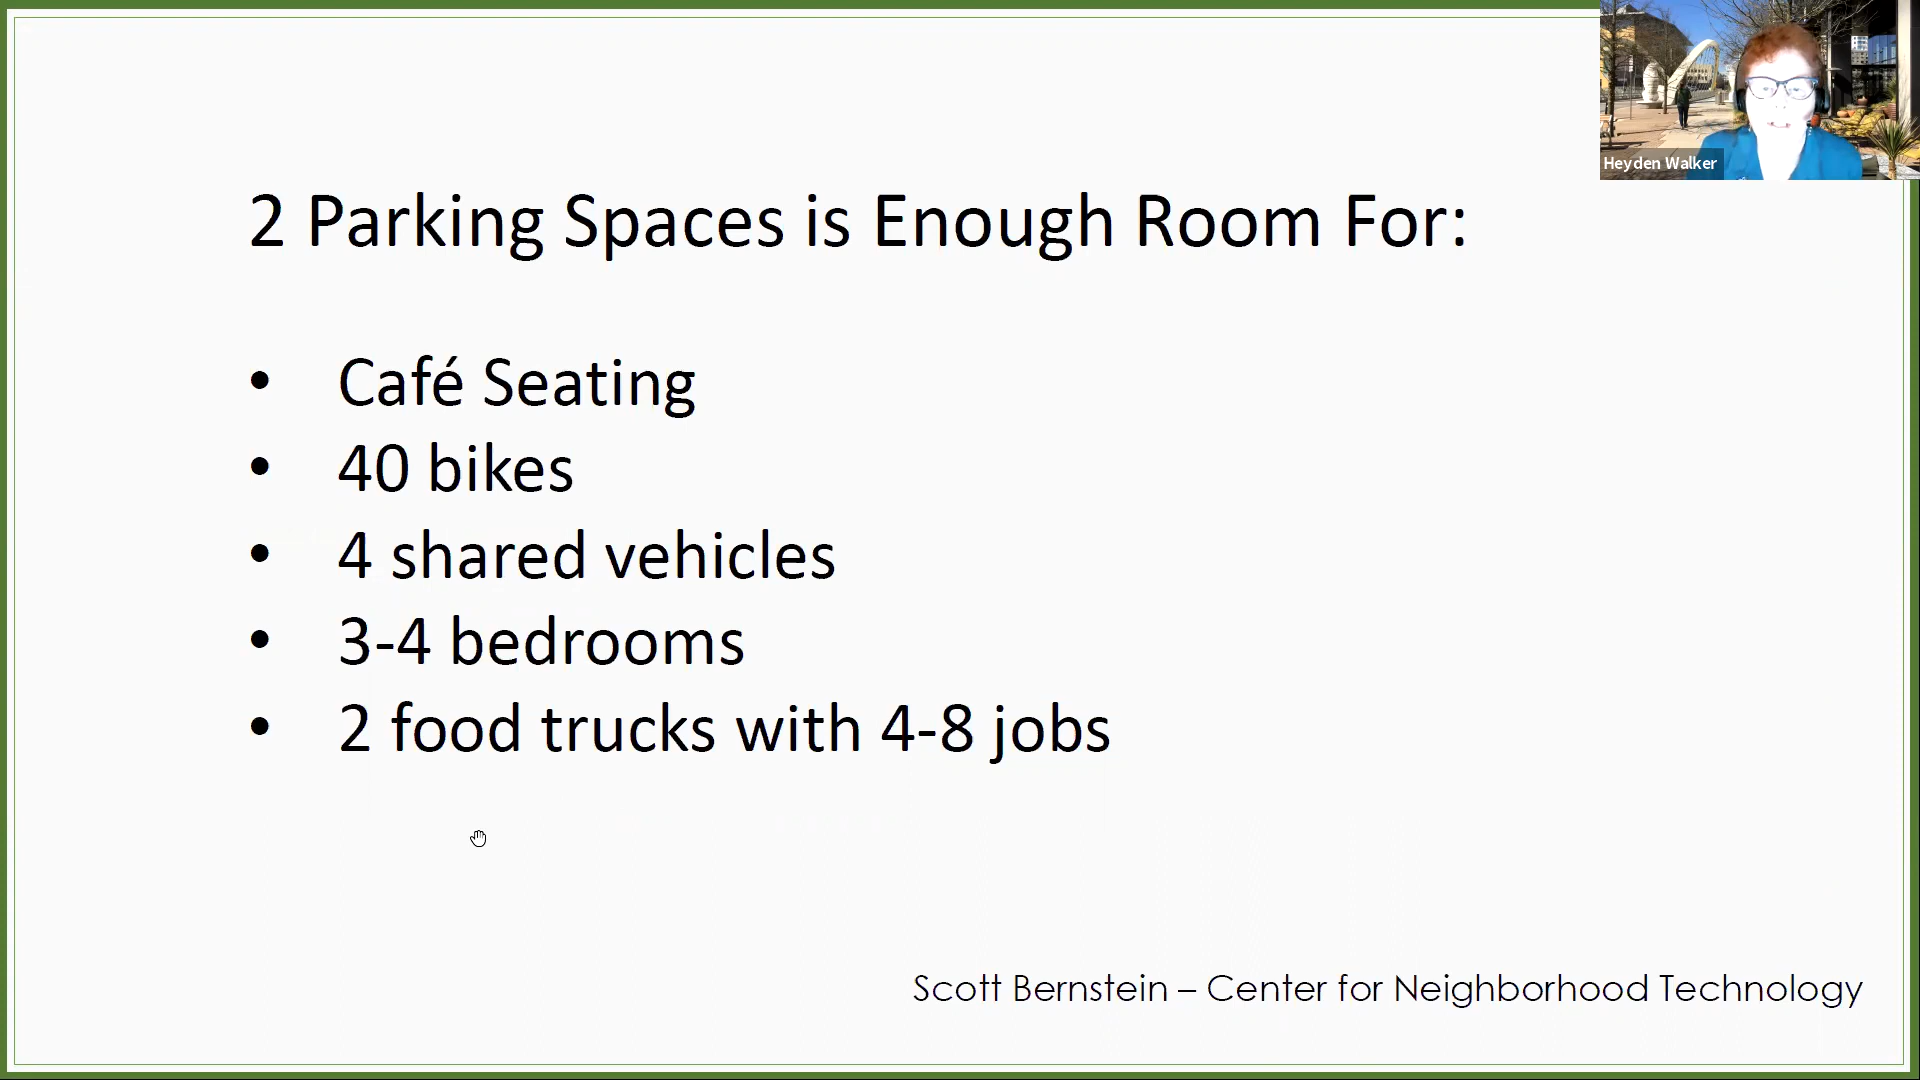 Heyden Walker
2 Parking Spaces is Enough Room For:
• Café Seating
• 40 bikes
• 4 shared vehicles
• 3-4 bedrooms
• 2 food trucks with 4-8 jobs
Scott Bernstein – Center for Neighborhood Technology